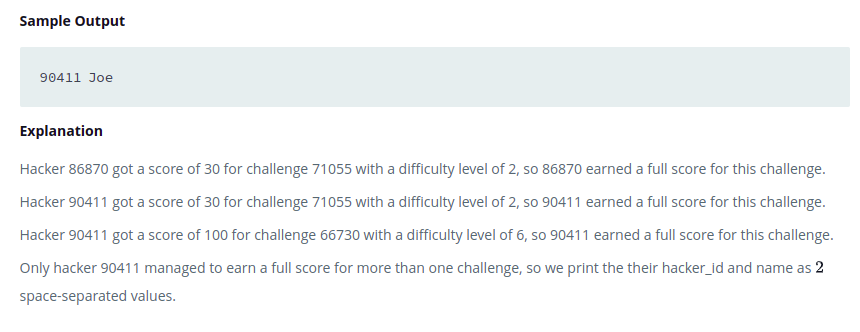 Sample Output
90411 Joe
Explanation
Hacker 86870 got a score of 30 for challenge 71055 with a difficulty level of 2, so 86870 earned a full score for this challenge.
Hacker 90411 got a score of 30 for challenge 71055 with a difficulty level of 2, so 90411 earned a full score for this challenge.
Hacker 90411 got a score of 100 for challenge 66730 with a difficulty level of 6, so 90411 earned a full score for this challenge.
Only hacker 90411 managed to earn a full score for more than one challenge, so we print the their hacker_id and name as 2
space-separated values.